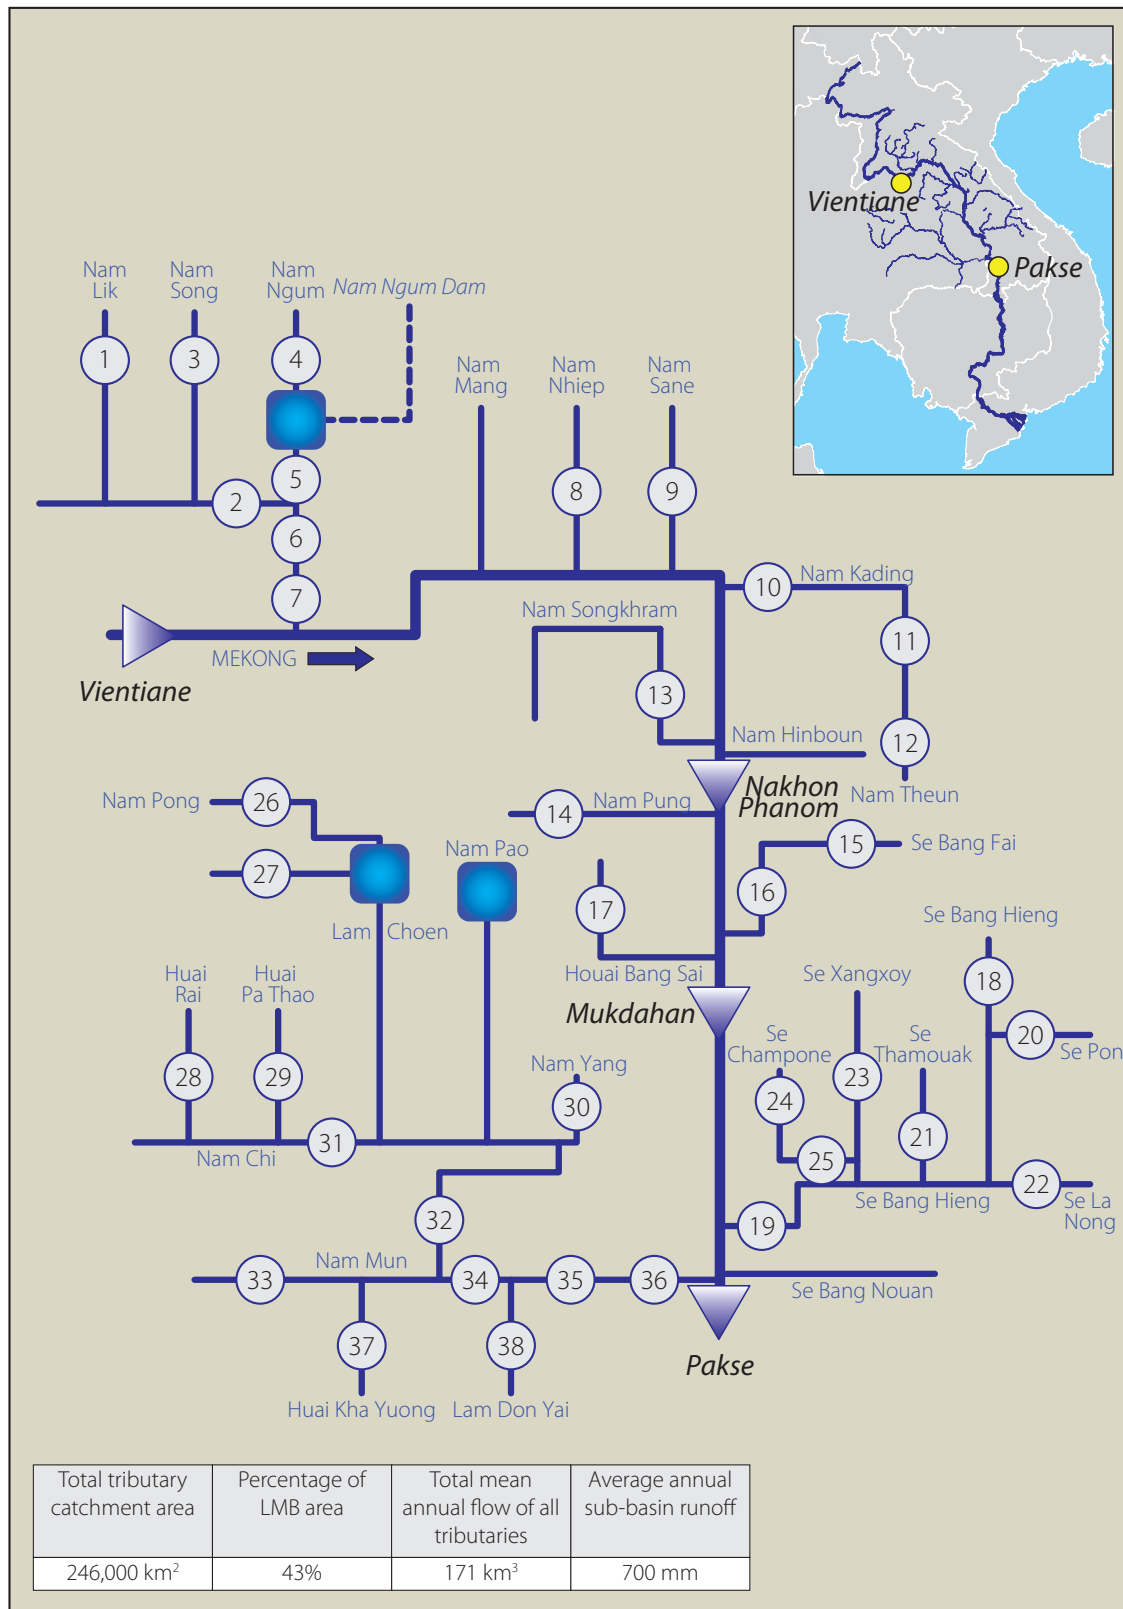 Vientiane
Pakse
Nam
Lik
Nam
Song
Nam
Ngum
Nam Ngum Dam
1
3
4
Nam
Mang
Nam
Nhiep
Nam
Sane
5
2
8
9
6
7
10
Nam Kading
Nam Songkhram
11
MEKONG
Vientiane
13
Nam Hinboun
12
Nam Theun
Nakhon
Phanom
Nam Pong
26
14
Nam Pung
15
Se Bang Fai
27
Nam Pao
16
Lam Choen
17
Se Bang Hieng
Houai Bang Sai
Huai
Rai
Huai
Pa Thao
Se Xangxoy
18
Mukdahan
Se
Champone
Se
Thamouak
20
Se Pon
28
29
Nam Yang
30
23
24
21
31
Nam Chi
25
22
Se La
Nong
Se Bang Hieng
19
32
Nam Mun
33
34
35
36
Se Bang Nouan
37
38
Pakse
Huai Kha Yuong
Lam Don Yai
Total tributary
catchment area
Percentage of
LMB area
Total mean
annual flow of all
tributaries
Average annual
sub-basin runoff
246,000 km²
43%
171 km³
700 mm